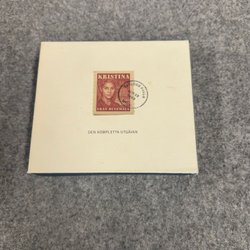 KRISTINA
FRÅN DUVEMÅLA
DEN KOMPLETTA UTGÅVAN